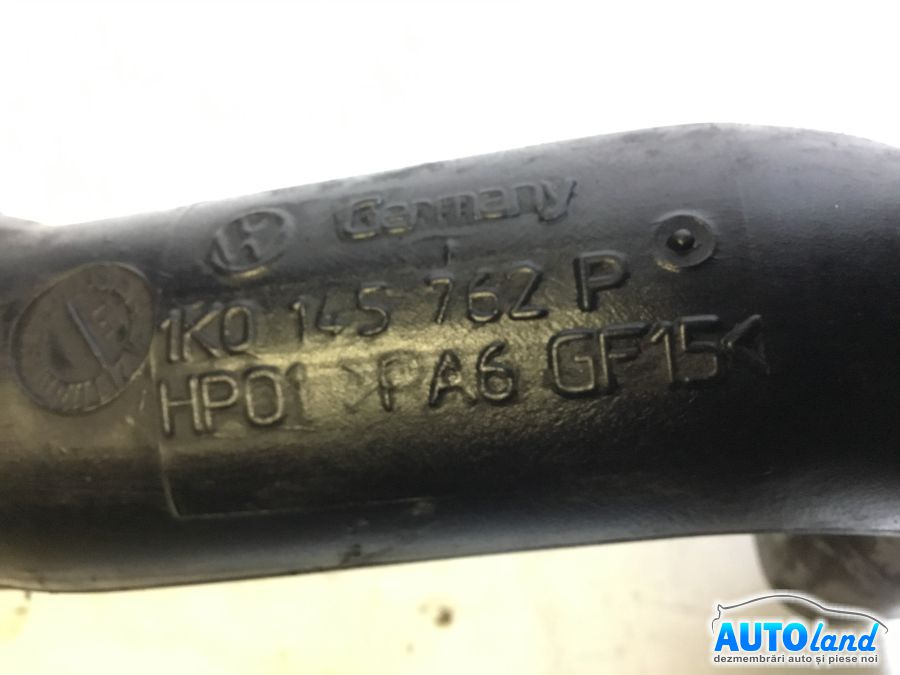 Germany
1K0 145 762 P
HP01 >PA6 GF15<
AUTOland
dezmembrări auto și piese noi